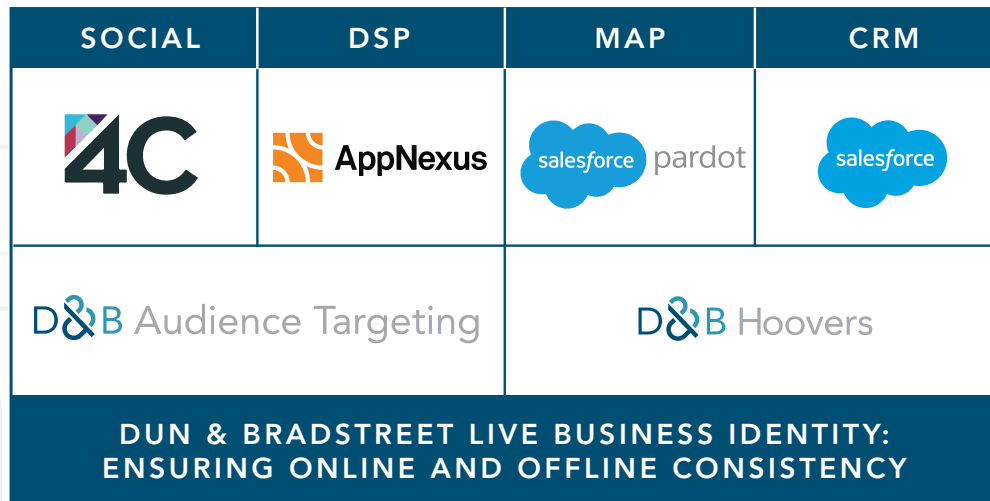 SOCIAL DSP MAP CRM
4C AppNexus salesforce pardot salesforce
D&B Audience Targeting D&B Hoovers
DUN & BRADSTREET LIVE BUSINESS IDENTITY:
ENSURING ONLINE AND OFFLINE CONSISTENCY